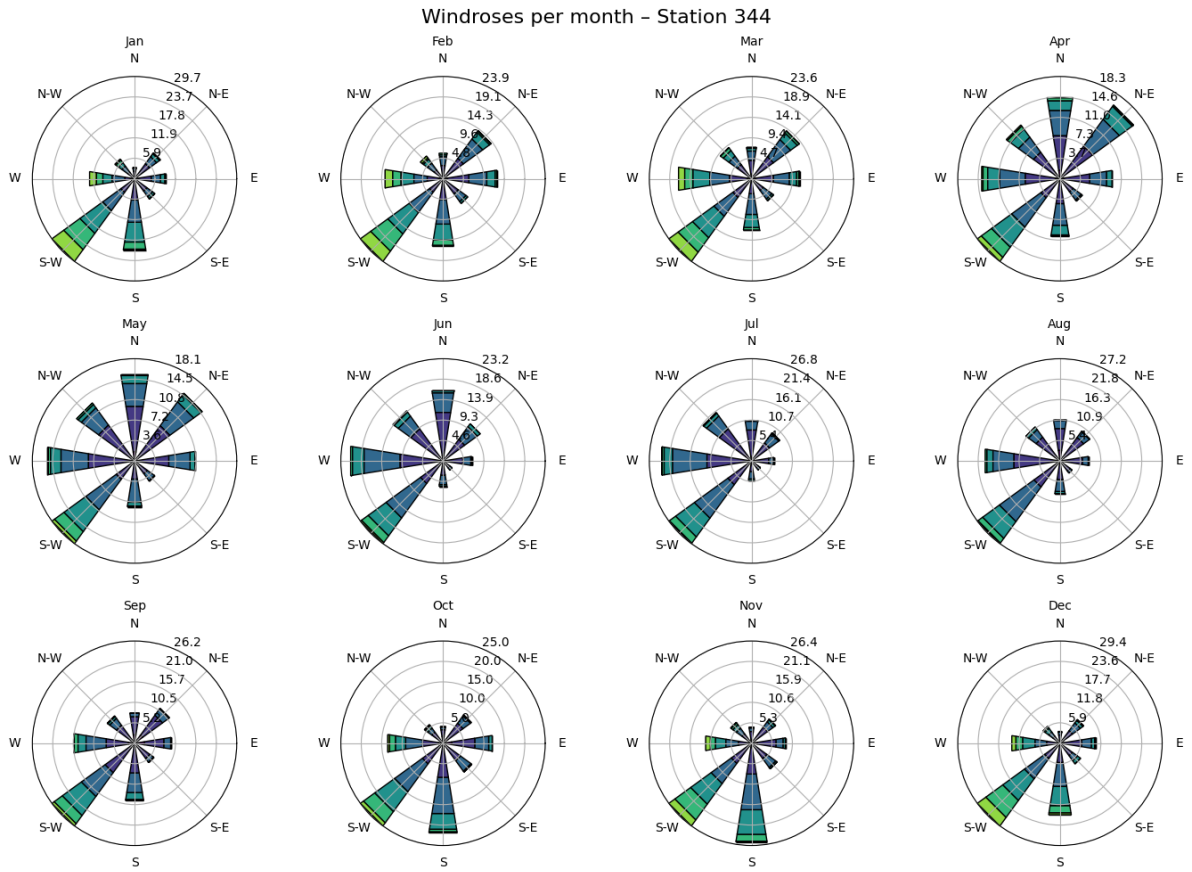 Windroses per month – Station 344
Jan
N
29.7
N-W
N-E
23.7
17.8
11.9
5.9
W
E
S-W
S-E
S
Feb
N
23.9
N-W
N-E
19.1
14.3
9.6
4.8
W
E
S-W
S-E
S
Mar
N
23.6
N-W
N-E
18.9
14.1
9.4
4.7
W
E
S-W
S-E
S
Apr
N
18.3
N-W
N-E
14.6
11.0
7.3
3.7
W
E
S-W
S-E
S
May
N
18.1
N-W
N-E
14.5
10.8
7.2
3.6
W
E
S-W
S-E
S
Jun
N
23.2
N-W
N-E
18.6
13.9
9.3
4.6
W
E
S-W
S-E
S
Jul
N
26.8
N-W
N-E
21.4
16.1
10.7
5.4
W
E
S-W
S-E
S
Aug
N
27.2
N-W
N-E
21.8
16.3
10.9
5.4
W
E
S-W
S-E
S
Sep
N
26.2
N-W
N-E
21.0
15.7
10.5
5.2
W
E
S-W
S-E
S
Oct
N
25.0
N-W
N-E
20.0
15.0
10.0
5.0
W
E
S-W
S-E
S
Nov
N
26.4
N-W
N-E
21.1
15.9
10.6
5.3
W
E
S-W
S-E
S
Dec
N
29.4
N-W
N-E
23.6
17.7
11.8
5.9
W
E
S-W
S-E
S